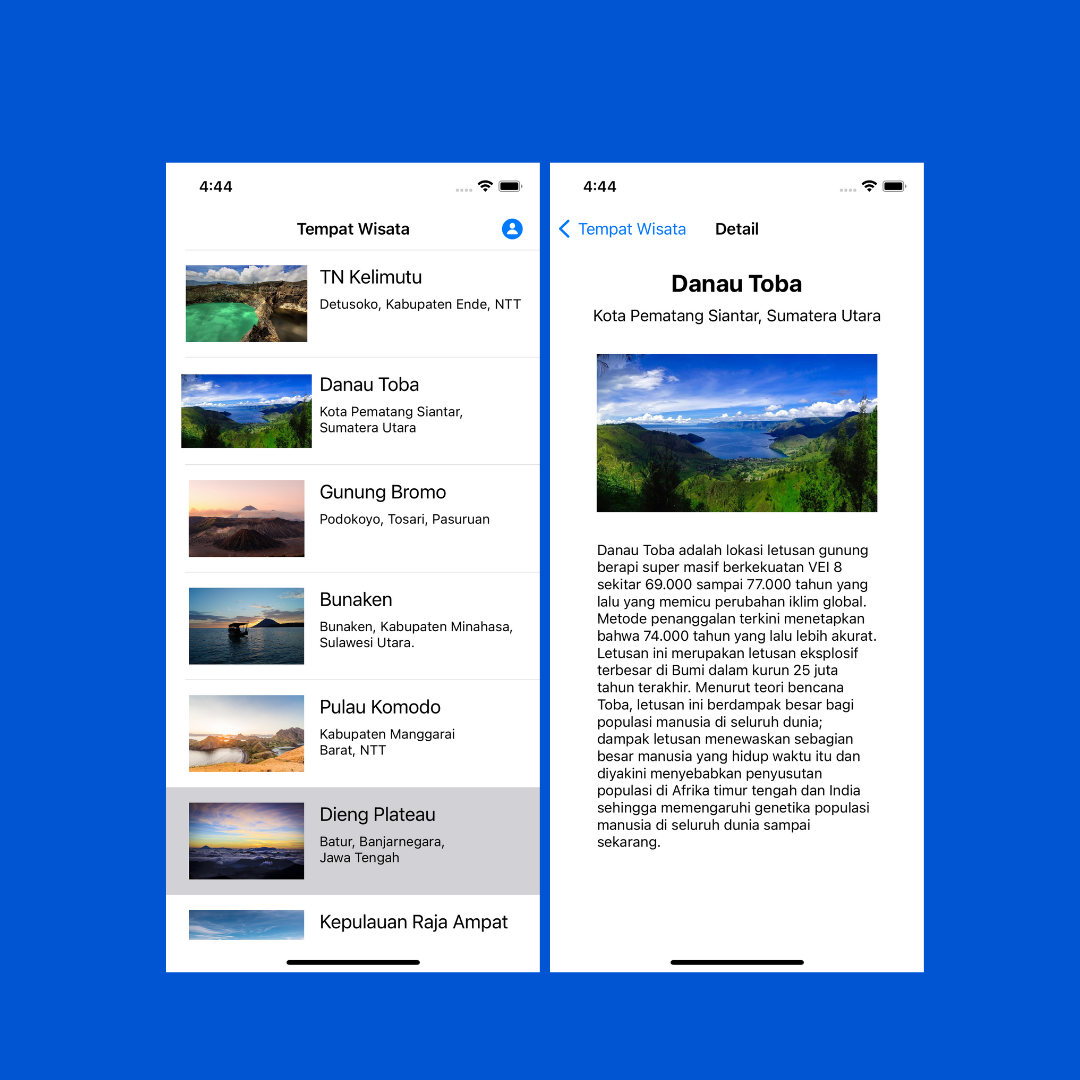 4:44
Tempat Wisata
TN Kelimutu
Detusoko, Kabupaten Ende, NTT
Danau Toba
Kota Pematang Siantar,
Sumatera Utara
Gunung Bromo
Podokoyo, Tosari, Pasuruan
Bunaken
Bunaken, Kabupaten Minahasa,
Sulawesi Utara.
Pulau Komodo
Kabupaten Manggarai
Barat, NTT
Dieng Plateau
Batur, Banjarnegara,
Jawa Tengah
Kepulauan Raja Ampat
4:44
Tempat Wisata
Detail
Danau Toba
Kota Pematang Siantar, Sumatera Utara
Danau Toba adalah lokasi letusan gunung
berapi super masif berkekuatan VEI 8
sekitar 69.000 sampai 77.000 tahun yang
lalu yang memicu perubahan iklim global.
Metode penanggalan terkini menetapkan
bahwa 74.000 tahun yang lalu lebih akurat.
Letusan ini merupakan letusan eksplosif
terbesar di Bumi dalam kurun 25 juta
tahun terakhir. Menurut teori bencana
Toba, letusan ini berdampak besar bagi
populasi manusia di seluruh dunia;
dampak letusan menewaskan sebagian
besar manusia yang hidup waktu itu dan
diyakini menyebabkan penyusutan
populasi di Afrika timur tengah dan India
sehingga memengaruhi genetika populasi
manusia di seluruh dunia sampai
sekarang.